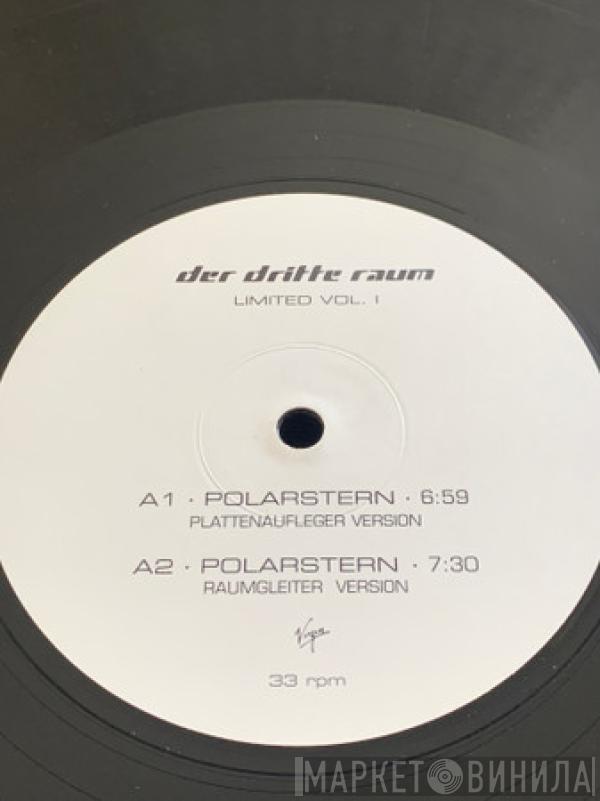 der dritte raum
LIMITED VOL. I
A1 · POLARSTERN · 6:59
PLATTENAUFLEGER VERSION
A2 · POLARSTERN · 7:30
RAUMGLEITER VERSION
Virgin
33 rpm
МАРКЕТ ВИНИЛА